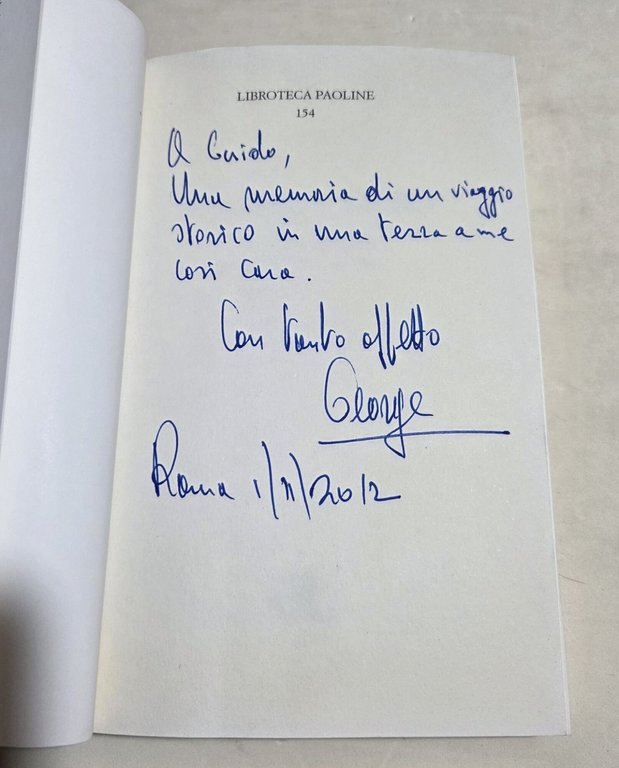 LIBROTECA PAOLINE
154
A Guido,
Una memoria di un viaggio
storico in una terra a me
così cara.
Con tanto affetto
George
Roma 1/11/2012